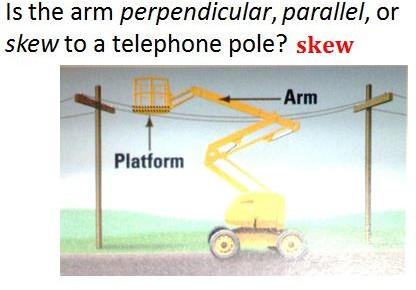 Is the arm perpendicular, parallel, or
skew to a telephone pole? skew
Arm
Platform